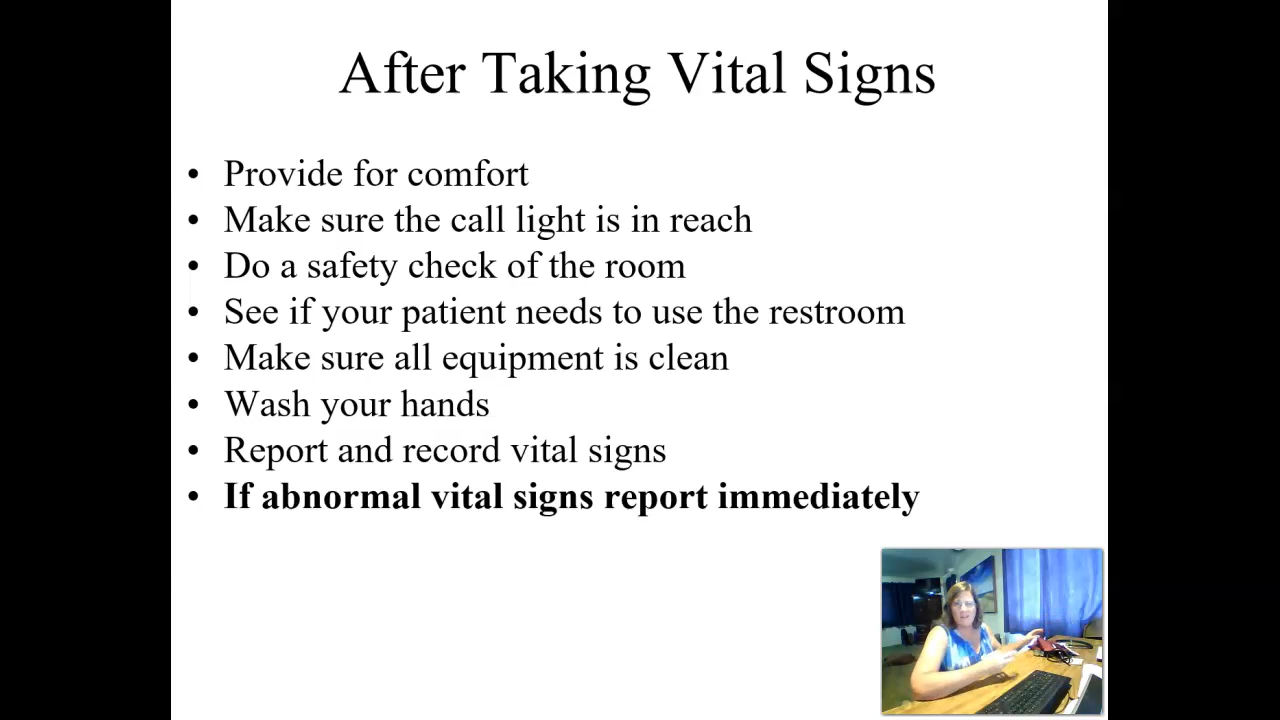 After Taking Vital Signs
• Provide for comfort
• Make sure the call light is in reach
• Do a safety check of the room
• See if your patient needs to use the restroom
• Make sure all equipment is clean
• Wash your hands
• Report and record vital signs
• If abnormal vital signs report immediately